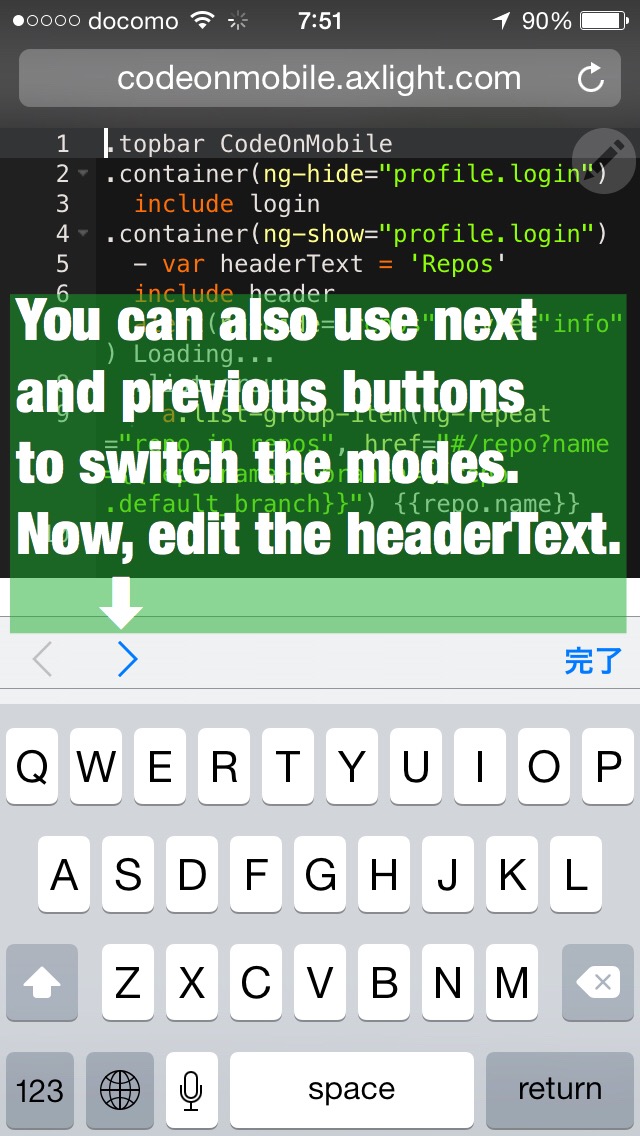 docomo 7:51 90%
codeonmobile.axlight.com
1 .topbar CodeOnMobile
2 .container(ng-hide="profile.login")
3 include login
4 .container(ng-show="profile.login")
5 - var headerText = 'Repos'
6 include header
You can also use next
"info"
) Loading...
and previous buttons
9 a.list-group-item(ng-repeat
="repo in repos", href="#/repo?name
to switch the modes.
.default_branch}}") {{repo.name}}
Now, edit the headerText.
完了
Q W E R T Y U I O P
A S D F G H J K L
Z X C V B N M
123 space return